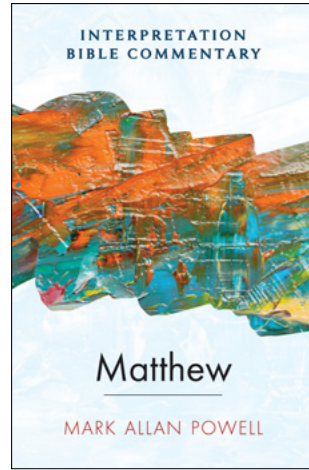 INTERPRETATION
BIBLE COMMENTARY
Matthew
MARK ALLAN POWELL